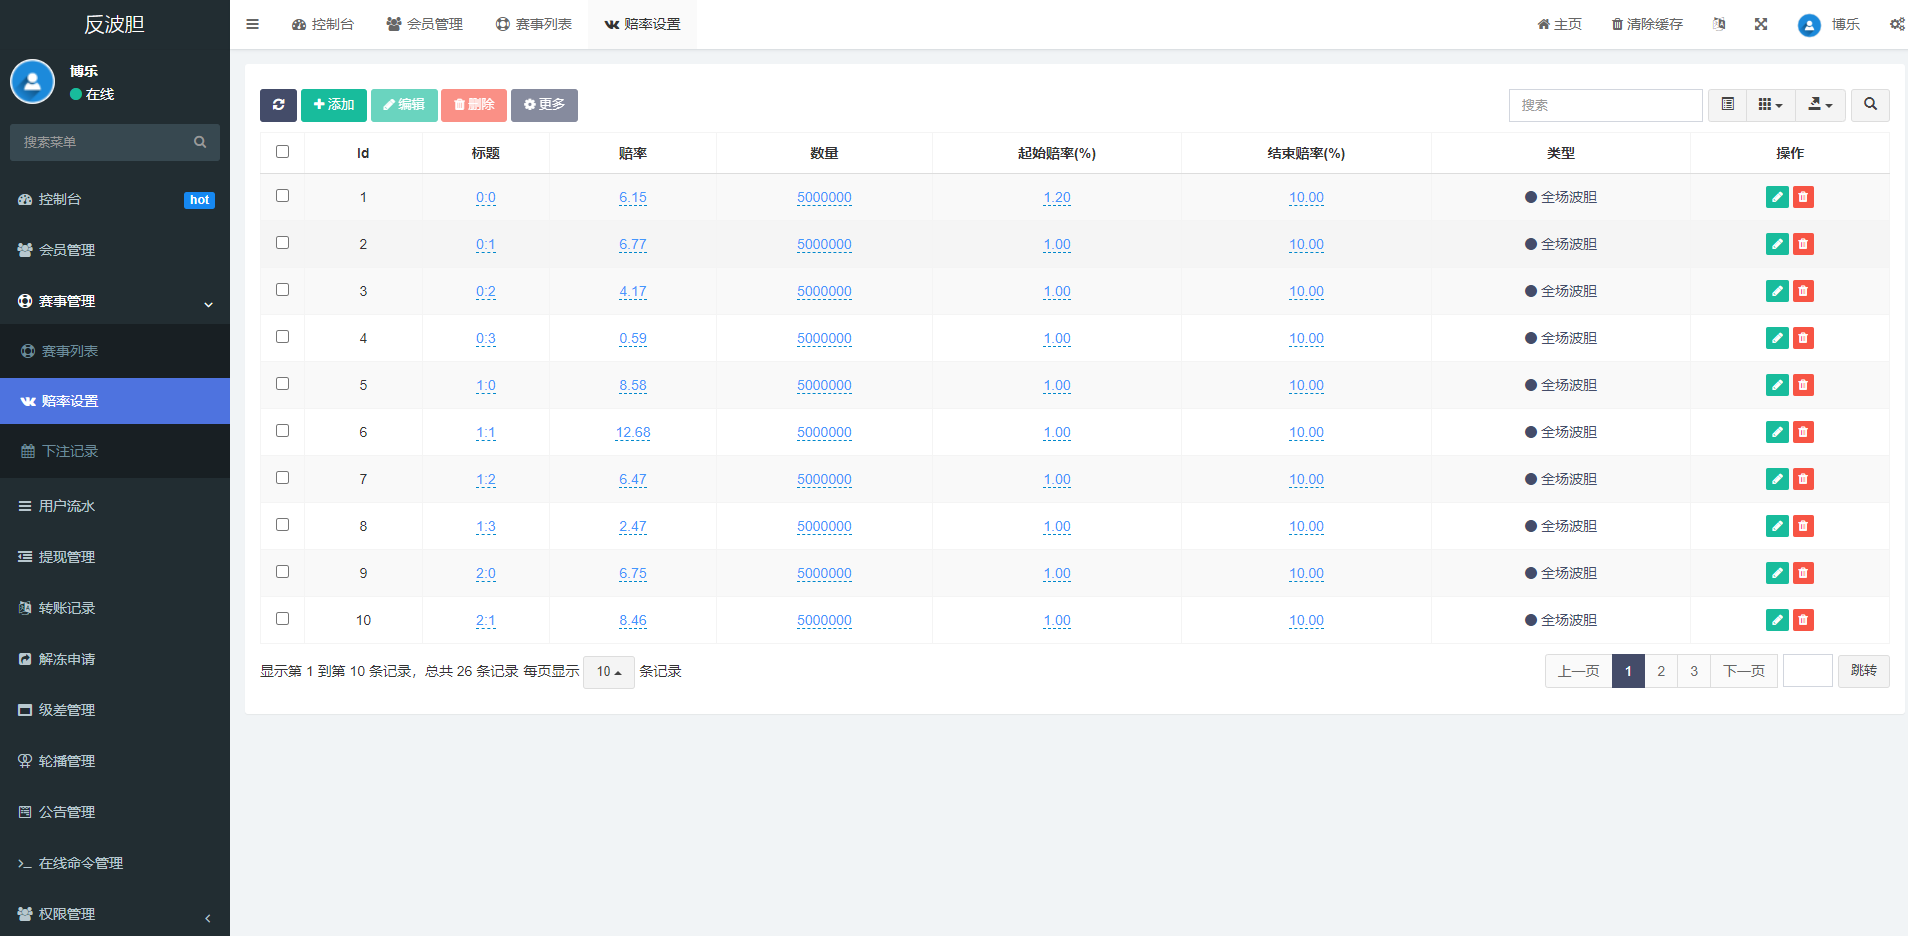 反波胆
博乐
在线
搜索菜单
控制台 hot
会员管理
赛事管理
赛事列表
赔率设置
下注记录
用户流水
提现管理
转账记录
解冻申请
级差管理
轮播管理
公告管理
在线命令管理
权限管理
控制台 会员管理 赛事列表 赔率设置 主页 清除缓存 博乐
添加 编辑 删除 更多 搜索
Id 标题 赔率 数量 起始赔率(%) 结束赔率(%) 类型 操作
1 0:0 6.15 5000000 1.20 10.00 全场波胆
2 0:1 6.77 5000000 1.00 10.00 全场波胆
3 0:2 4.17 5000000 1.00 10.00 全场波胆
4 0:3 0.59 5000000 1.00 10.00 全场波胆
5 1:0 8.58 5000000 1.00 10.00 全场波胆
6 1:1 12.68 5000000 1.00 10.00 全场波胆
7 1:2 6.47 5000000 1.00 10.00 全场波胆
8 1:3 2.47 5000000 1.00 10.00 全场波胆
9 2:0 6.75 5000000 1.00 10.00 全场波胆
10 2:1 8.46 5000000 1.00 10.00 全场波胆
显示第 1 到第 10 条记录，总共 26 条记录 每页显示 10 条记录 上一页 1 2 3 下一页 跳转